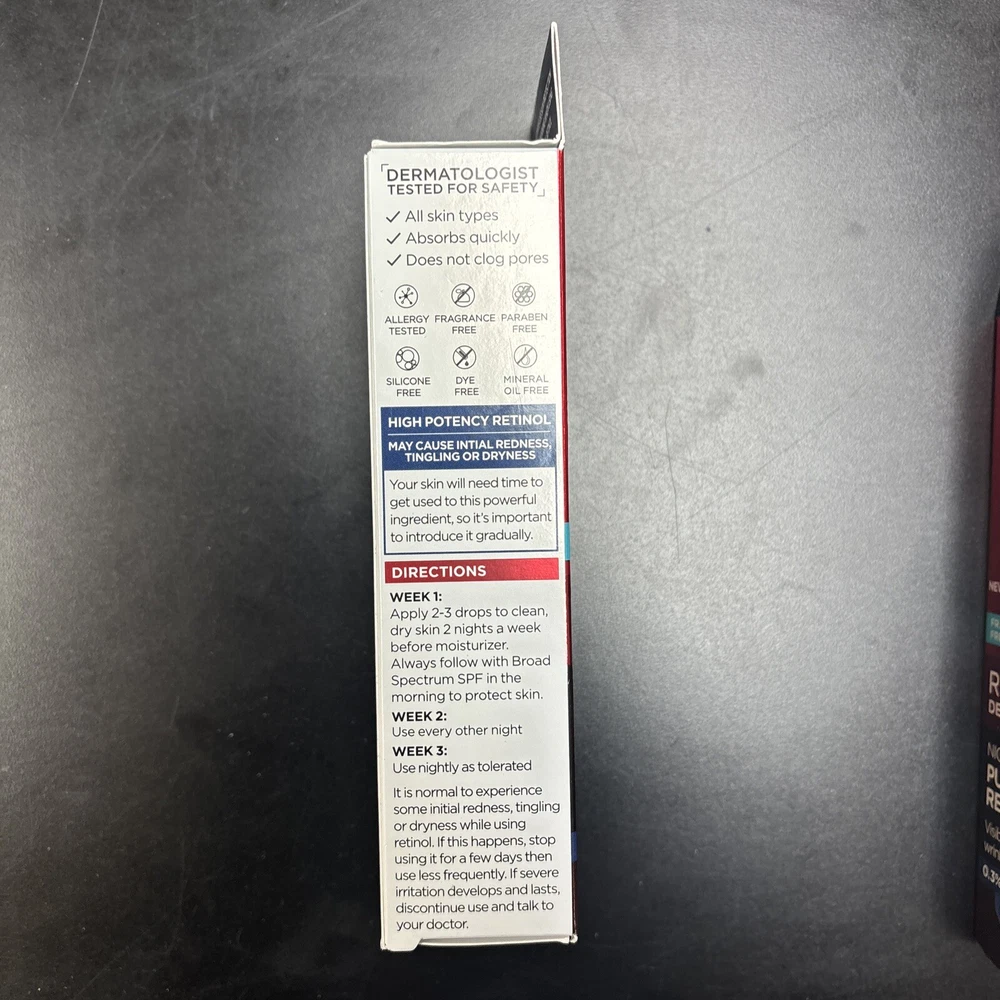 DERMATOLOGIST
TESTED FOR SAFETY
All skin types
Absorbs quickly
Does not clog pores
ALLERGY TESTED
FRAGRANCE FREE
PARABEN FREE
SILICONE FREE
DYE FREE
MINERAL OIL FREE
HIGH POTENCY RETINOL
MAY CAUSE INTIAL REDNESS,
TINGLING OR DRYNESS
Your skin will need time to
get used to this powerful
ingredient, so it's important
to introduce it gradually.
DIRECTIONS
WEEK 1:
Apply 2-3 drops to clean,
dry skin 2 nights a week
before moisturizer.
Always follow with Broad
Spectrum SPF in the
morning to protect skin.
WEEK 2:
Use every other night
WEEK 3:
Use nightly as tolerated
It is normal to experience
some initial redness, tingling
or dryness while using
retinol. If this happens, stop
using it for a few days then
use less frequently. If severe
irritation develops and lasts,
discontinue use and talk to
your doctor.